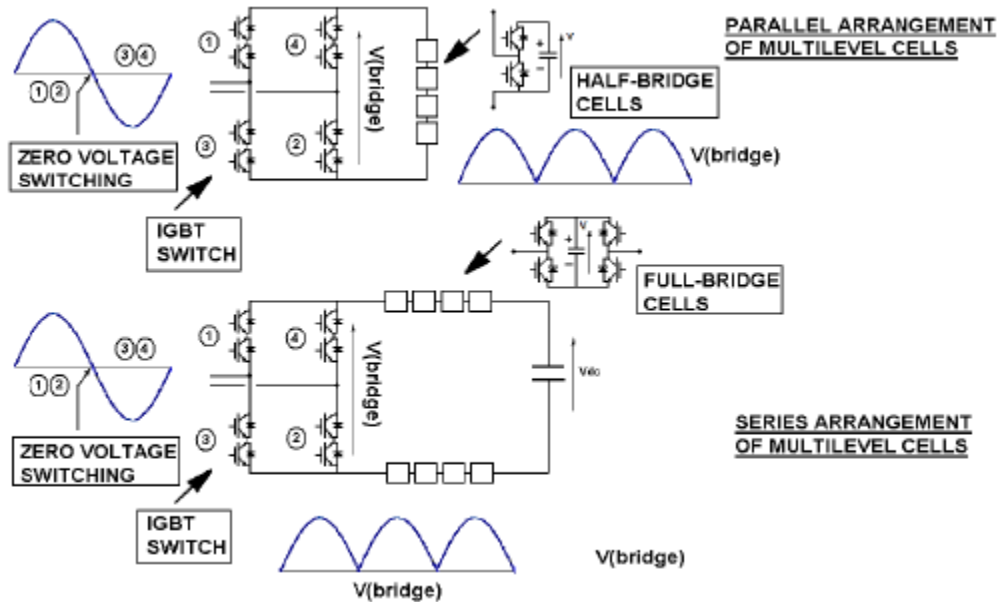 PARALLEL ARRANGEMENT
OF MULTILEVEL CELLS
① ④
③④
①②
V(bridge)
+ V
−
HALF-BRIDGE
CELLS
③ ②
ZERO VOLTAGE
SWITCHING
V(bridge)
IGBT
SWITCH
V
+
−
FULL-BRIDGE
CELLS
① ④
③④
①②
V(bridge)
Vdc
③ ②
ZERO VOLTAGE
SWITCHING
SERIES ARRANGEMENT
OF MULTILEVEL CELLS
IGBT
SWITCH
V(bridge)
V(bridge)